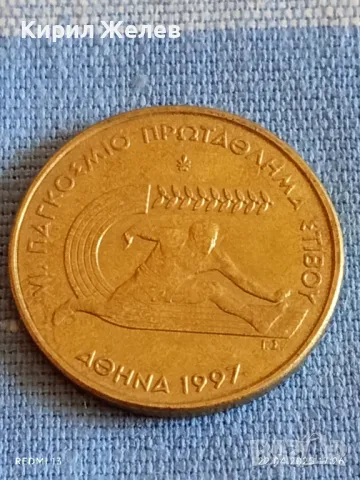 Кирил Желев
VI. ΠΑΓΚΟΣΜΙΟ ΠΡΩΤΑΘΛΗΜΑ ΣΤΙΒΟΥ
Γ.Σ
ΑΘΗΝΑ 1997
REDMI 13